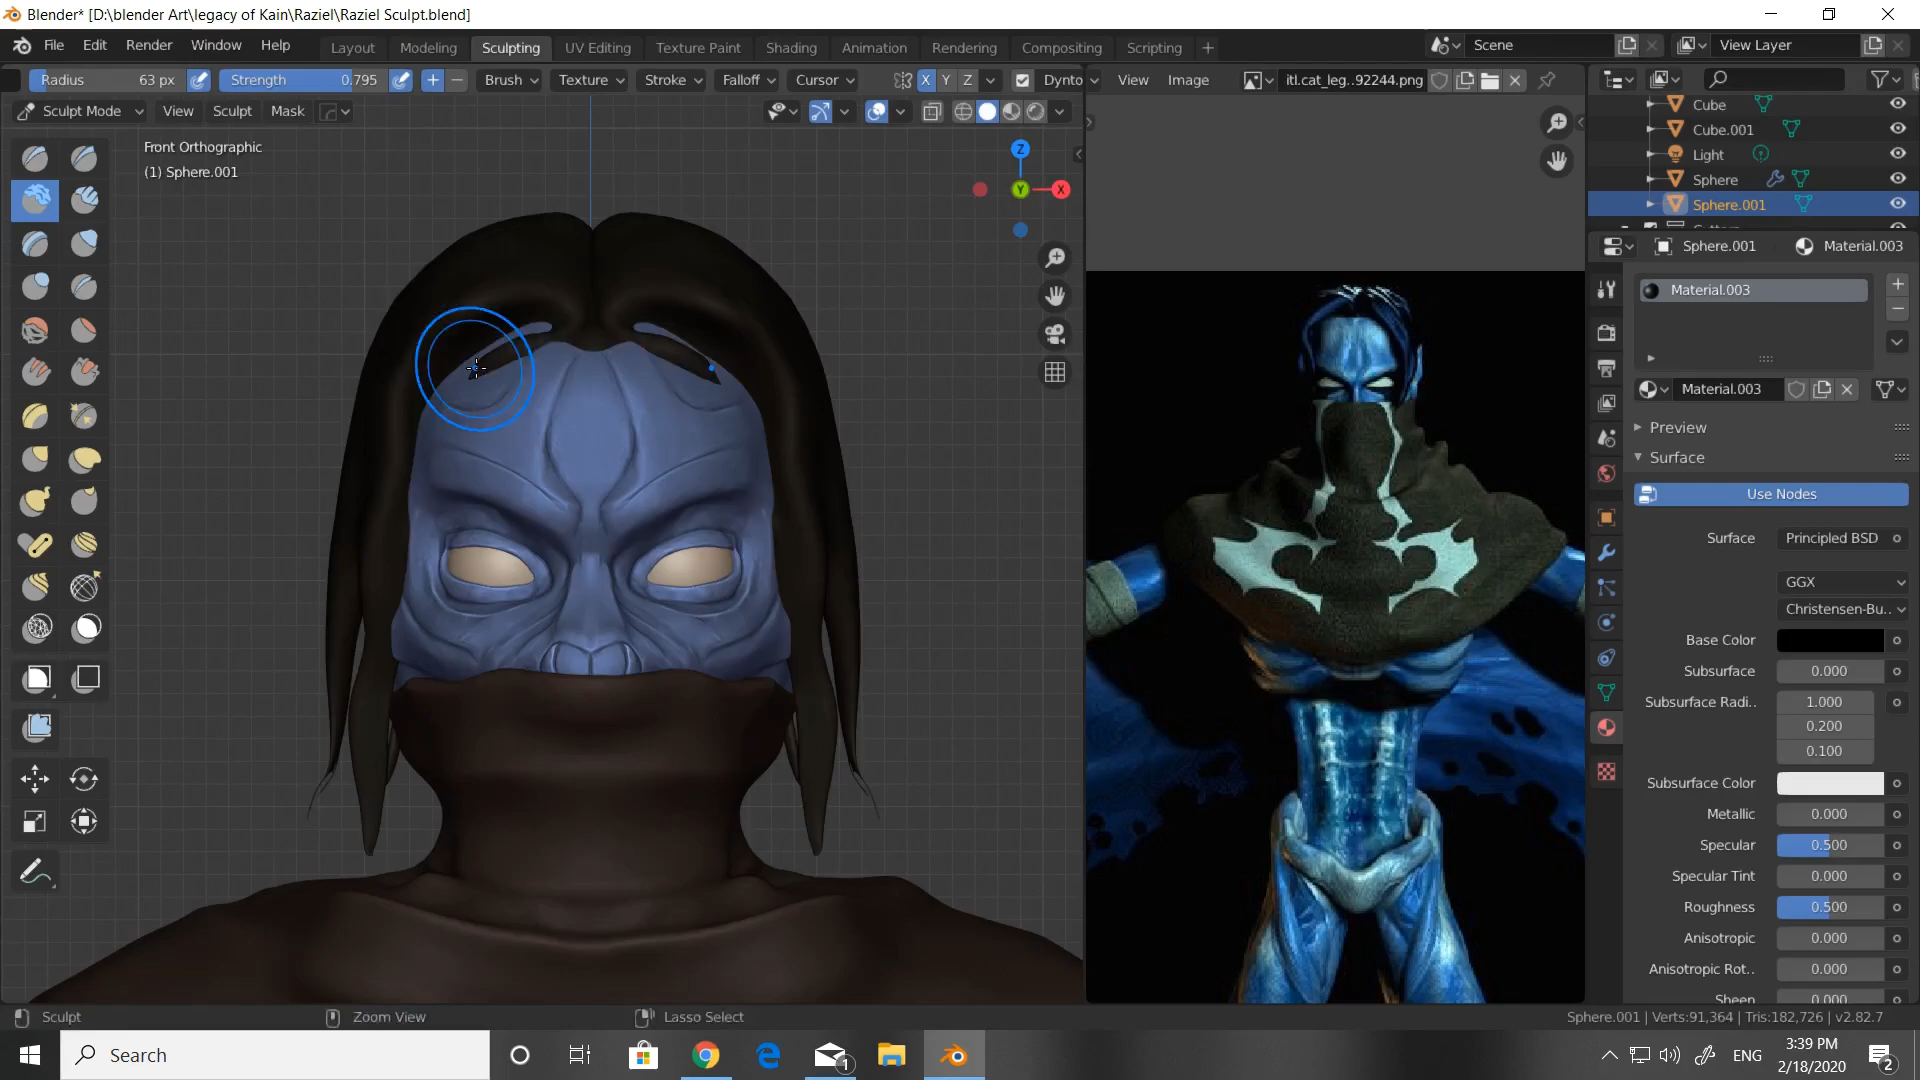 Blender* [D:\blender Art\legacy of Kain\Raziel\Raziel Sculpt.blend]
File Edit Render Window Help Layout Modeling Sculpting UV Editing Texture Paint Shading Animation Rendering Compositing Scripting + Scene View Layer
Radius 63 px Strength 0.795 Brush Texture Stroke Falloff Cursor X Y Z Dynto View Image itl.cat_leg..92244.png
Sculpt Mode View Sculpt Mask
Front Orthographic
(1) Sphere.001
Z
Y
X
Cube
Cube.001
Light
Sphere
Sphere.001
Sphere.001 Material.003
Material.003
Material.003
Preview
Surface
Use Nodes
Surface Principled BSD
GGX
Christensen-Bu..
Base Color
Subsurface 0.000
Subsurface Radi.. 1.000
0.200
0.100
Subsurface Color
Metallic 0.000
Specular 0.500
Specular Tint 0.000
Roughness 0.500
Anisotropic 0.000
Anisotropic Rot.. 0.000
Sheen 0.000
Sculpt Zoom View Lasso Select Sphere.001 | Verts:91,364 | Tris:182,726 | v2.82.7
Search 1 ENG 3:39 PM
2/18/2020 2